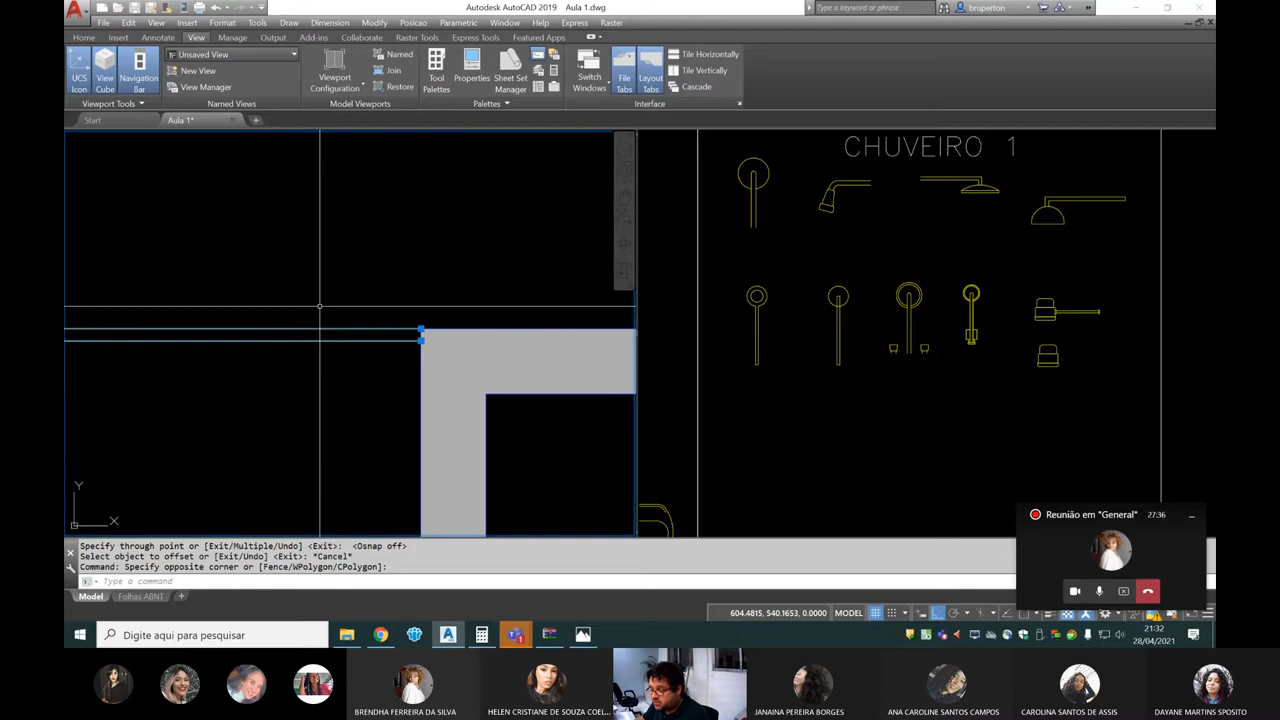 Autodesk AutoCAD 2019 Aula 1.dwg
Type a keyword or phrase
bruperton
File Edit View Insert Format Tools Draw Dimension Modify Posicao Parametric Window Help Express Raster
Home Insert Annotate View Manage Output Add-ins Collaborate Raster Tools Express Tools Featured Apps
UCS Icon
View Cube
Navigation Bar
Unsaved View
New View
View Manager
Viewport Configuration
Named
Join
Restore
Tool Palettes
Properties
Sheet Set Manager
Switch Windows
File Tabs
Layout Tabs
Tile Horizontally
Tile Vertically
Cascade
Viewport Tools Named Views Model Viewports Palettes Interface
Start Aula 1*
CHUVEIRO 1
Y
X
Reunião em "General" 27:36
Specify through point or [Exit/Multiple/Undo] <Exit>: <Osnap off>
Select object to offset or [Exit/Undo] <Exit>: *Cancel*
Command: Specify opposite corner or [Fence/WPolygon/CPolygon]:
Type a command
Model Folhas ABNT
604.4815, 540.1653, 0.0000 MODEL
Digite aqui para pesquisar
21:32
28/04/2021
BRENDHA FERREIRA DA SILVA
HELEN CRISTIANE DE SOUZA COEL...
JANAINA PEREIRA BORGES
ANA CAROLINE SANTOS CAMPOS
CAROLINA SANTOS DE ASSIS
DAYANE MARTINS SPOSITO